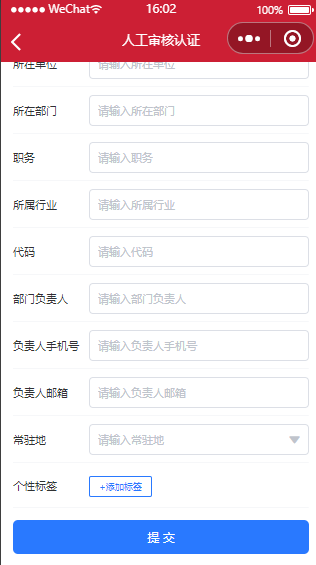 WeChat 16:02 100%
人工审核认证
所在单位 请输入所在单位
所在部门 请输入所在部门
职务 请输入职务
所属行业 请输入所属行业
代码 请输入代码
部门负责人 请输入部门负责人
负责人手机号 请输入负责人手机号
负责人邮箱 请输入负责人邮箱
常驻地 请输入常驻地
个性标签 +添加标签
提 交